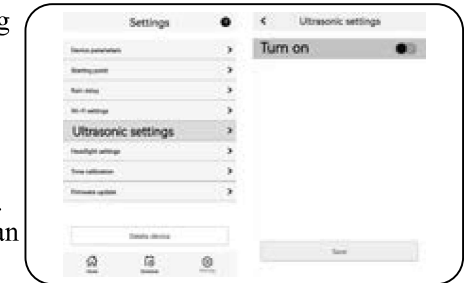 g
an
Settings
Device parameters
Starting point
Rain delay
Wi-Fi settings
Ultrasonic settings
Headlight settings
Time calibration
Firmware update
Delete device
Home
Ultrasonic settings
Turn on
Save